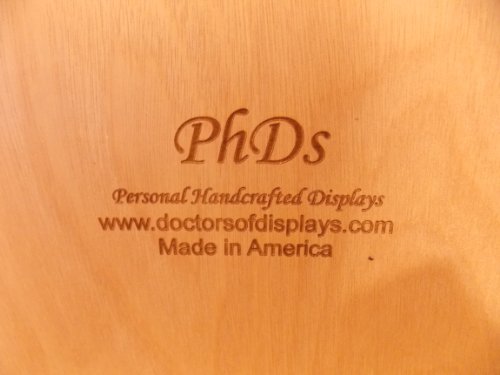 PhDs
Personal Handcrafted Displays
www.doctorsofdisplays.com
Made in America